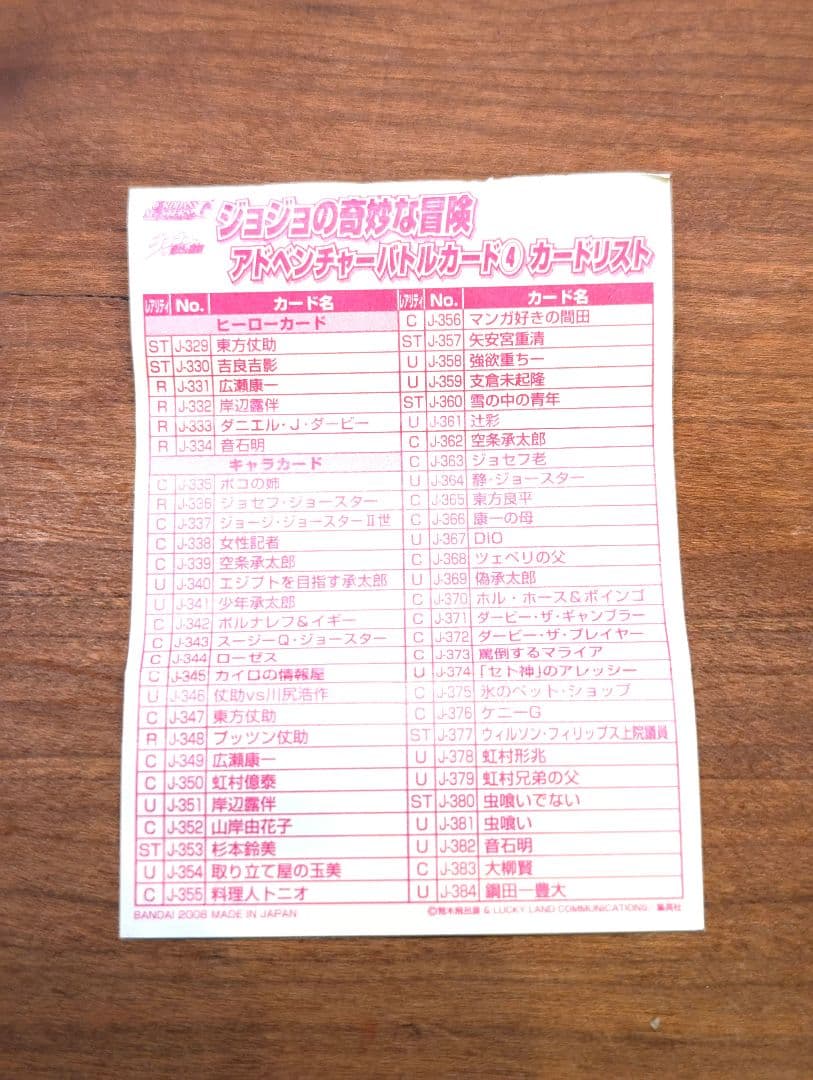 ジョジョの奇妙な冒険
アドベンチャーバトルカード④ カードリスト
レアリティ No. カード名
ヒーローカード
ST J-329 東方仗助
ST J-330 吉良吉影
R J-331 広瀬康一
R J-332 岸辺露伴
R J-333 ダニエル・J・ダービー
R J-334 音石明
キャラカード
C J-335 ポコの姉
R J-336 ジョセフ・ジョースター
C J-337 ジョージ・ジョースターⅡ世
C J-338 女性記者
C J-339 空条承太郎
U J-340 エジプトを目指す承太郎
U J-341 少年承太郎
C J-342 ポルナレフ&イギー
C J-343 スージーQ・ジョースター
C J-344 ローゼス
C J-345 カイロの情報屋
U J-346 仗助vs川尻浩作
C J-347 東方仗助
R J-348 プッツン仗助
C J-349 広瀬康一
C J-350 虹村億泰
U J-351 岸辺露伴
C J-352 山岸由花子
ST J-353 杉本鈴美
U J-354 取り立て屋の玉美
C J-355 料理人トニオ
レアリティ No. カード名
C J-356 マンガ好きの間田
ST J-357 矢安宮重清
U J-358 強欲重ちー
U J-359 支倉未起隆
ST J-360 雪の中の青年
U J-361 辻彩
C J-362 空条承太郎
C J-363 ジョセフ老
U J-364 静・ジョースター
C J-365 東方良平
C J-366 康一の母
U J-367 DIO
C J-368 ツェペリの父
U J-369 偽承太郎
C J-370 ホル・ホース&ボインゴ
C J-371 ダービー・ザ・ギャンブラー
C J-372 ダービー・ザ・プレイヤー
C J-373 罵倒するマライア
U J-374 「セト神」のアレッシー
C J-375 氷のペット・ショップ
C J-376 ケニーG
ST J-377 ウィルソン・フィリップス上院議員
U J-378 虹村形兆
U J-379 虹村兄弟の父
ST J-380 虫喰いでない
U J-381 虫喰い
U J-382 音石明
C J-383 大柳賢
U J-384 鋼田一豊大
BANDAI 2008 MADE IN JAPAN
©荒木飛呂彦 & LUCKY LAND COMMUNICATIONS/集英社